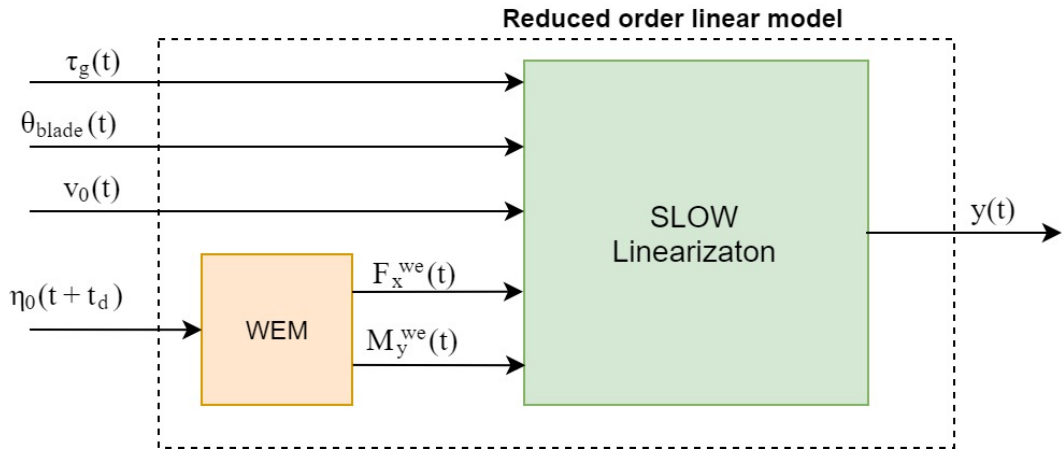 Reduced order linear model
τg(t)
θblade(t)
v0(t)
η0(t + td)
WEM
Fxwe(t)
Mywe(t)
SLOW
Linearizaton
y(t)